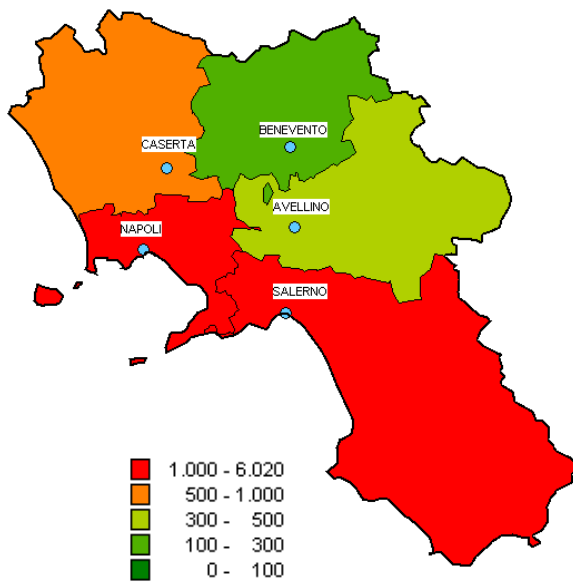 BENEVENTO
CASERTA
AVELLINO
NAPOLI
SALERNO
1.000 - 6.020
500 - 1.000
300 - 500
100 - 300
0 - 100